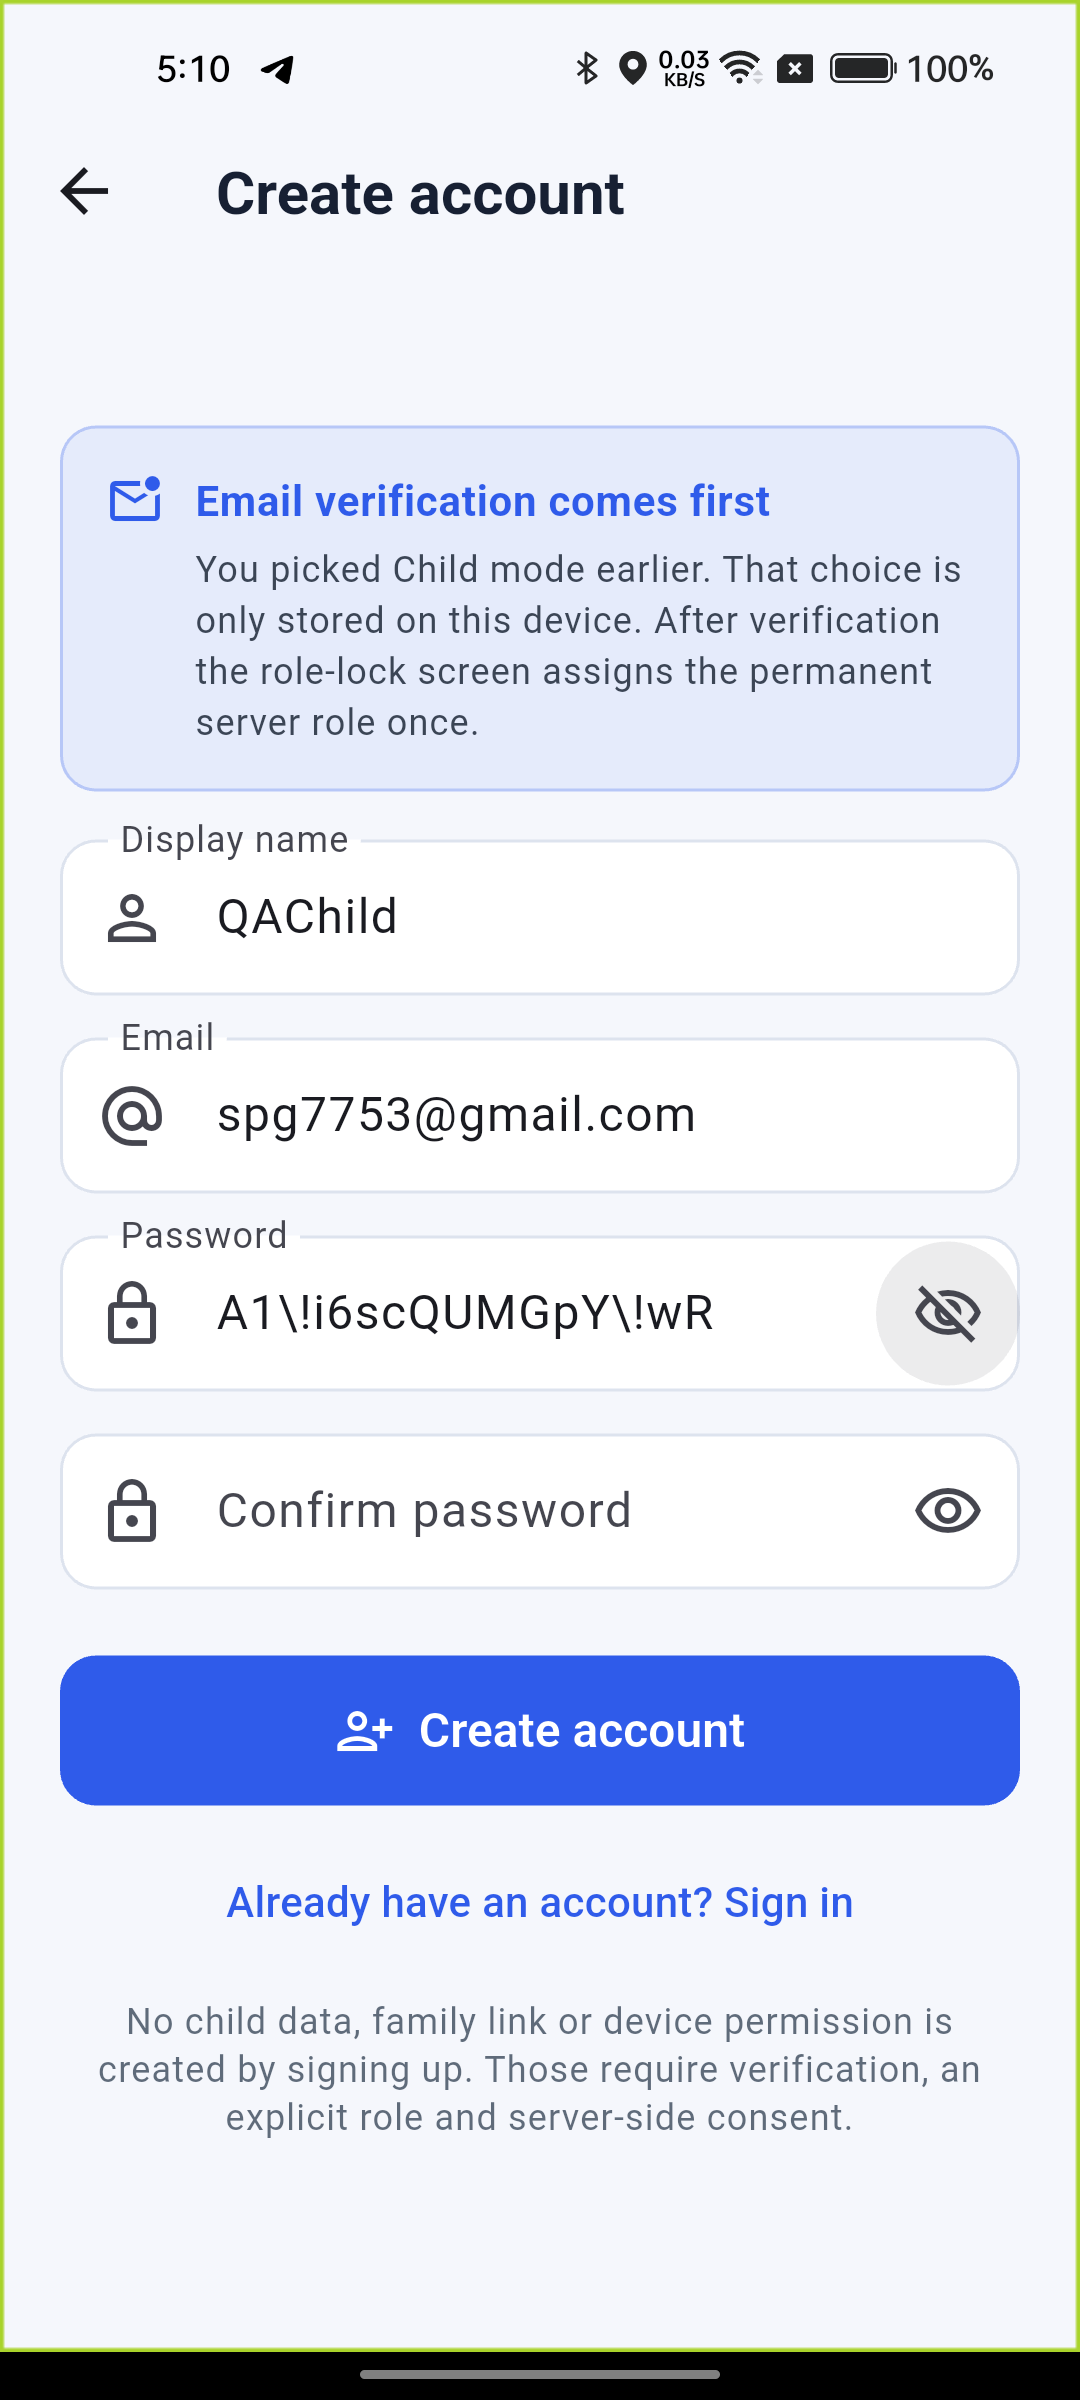 5:10
0.03
KB/S
100%
Create account
Email verification comes first
You picked Child mode earlier. That choice is
only stored on this device. After verification
the role-lock screen assigns the permanent
server role once.
Display name
QAChild
Email
spg7753@gmail.com
Password
A1\!i6scQUMGpY\!wR
Confirm password
Create account
Already have an account? Sign in
No child data, family link or device permission is
created by signing up. Those require verification, an
explicit role and server-side consent.